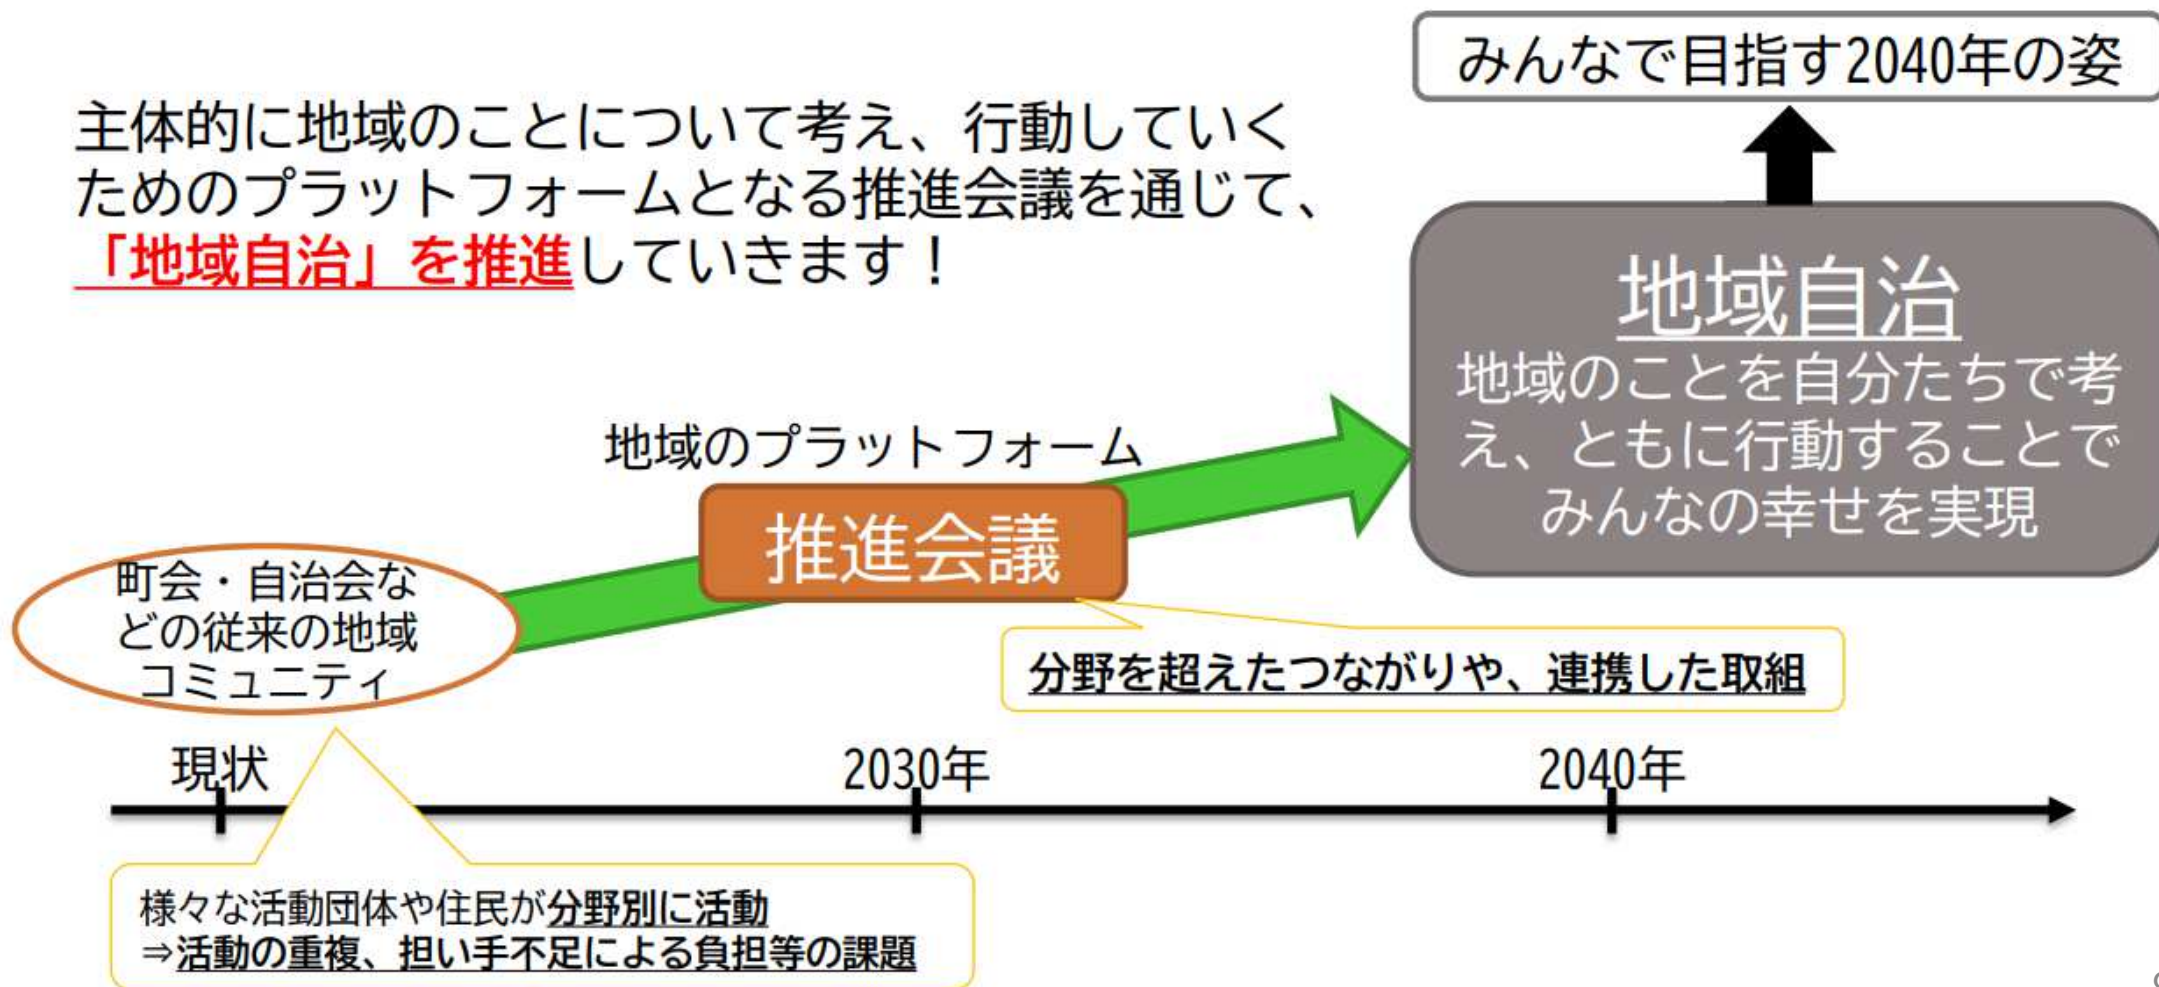 みんなで目指す2040年の姿
主体的に地域のことについて考え、行動していく
ためのプラットフォームとなる推進会議を通じて、
「地域自治」を推進していきます！
地域自治
地域のことを自分たちで考
え、ともに行動することで
みんなの幸せを実現
地域のプラットフォーム
推進会議
町会・自治会な
どの従来の地域
コミュニティ
分野を超えたつながりや、連携した取組
現状
2030年
2040年
様々な活動団体や住民が分野別に活動
⇒活動の重複、担い手不足による負担等の課題